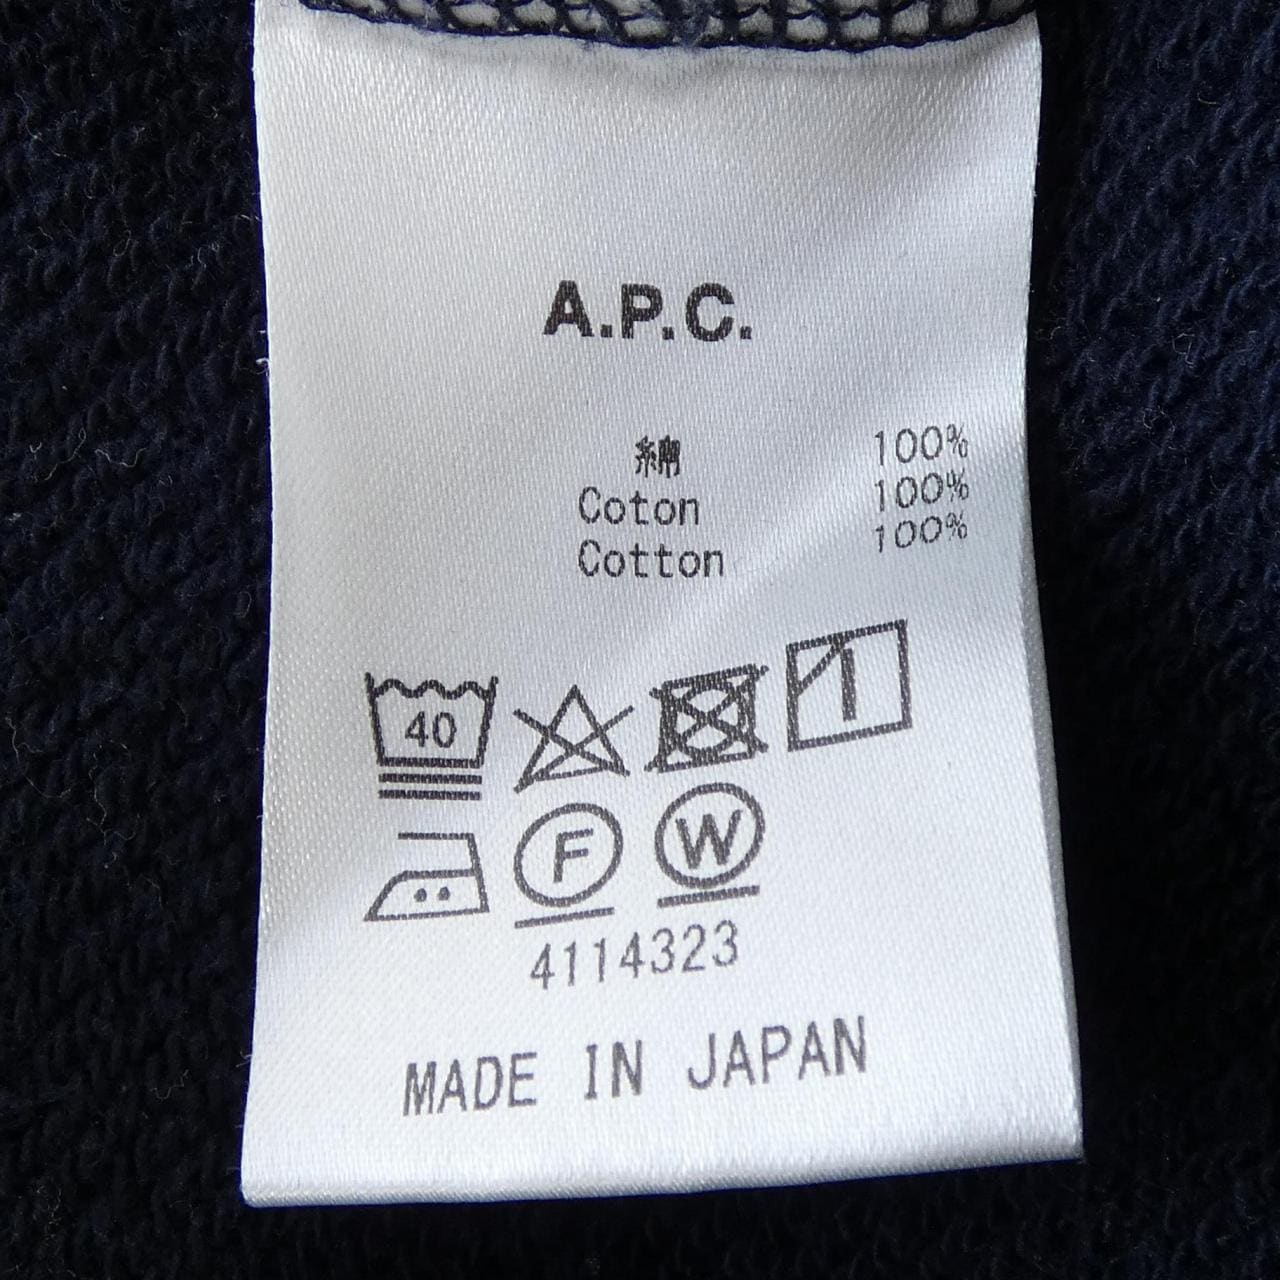 A.P.C.
綿 100%
Coton 100%
Cotton 100%
40
F W
4114323
MADE IN JAPAN